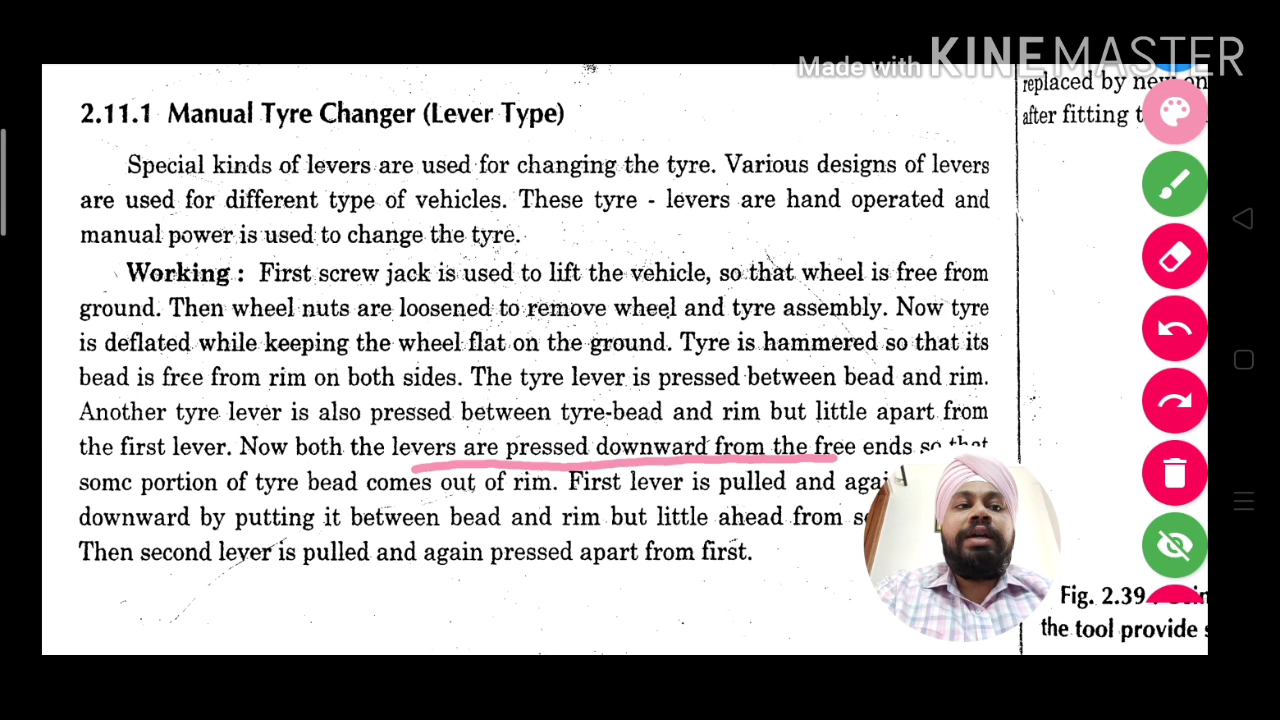 Made with KINEMASTER
2.11.1 Manual Tyre Changer (Lever Type)
Special kinds of levers are used for changing the tyre. Various designs of levers
are used for different type of vehicles. These tyre - levers are hand operated and
manual power is used to change the tyre.
Working : First screw jack is used to lift the vehicle, so that wheel is free from
ground. Then wheel nuts are loosened to remove wheel and tyre assembly. Now tyre
is deflated while keeping the wheel flat on the ground. Tyre is hammered so that its
bead is free from rim on both sides. The tyre lever is pressed between bead and rim.
Another tyre lever is also pressed between tyre-bead and rim but little apart from
the first lever. Now both the levers are pressed downward from the free ends so that
some portion of tyre bead comes out of rim. First lever is pulled and
downward by putting it between bead and rim but little ahead from
Then second lever is pulled and again pressed apart from first.
replaced by new on
after fitting
Fig. 2.39
the tool provide